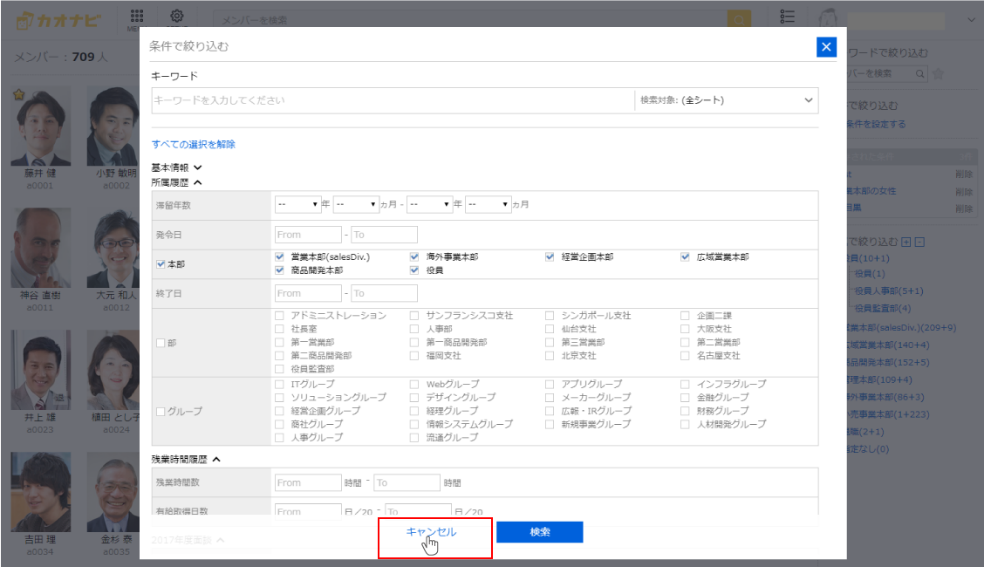 カオナビ
メンバーを検索
メンバー：709 人
藤井 健
a0001
小野 敏明
a0002
神谷 直樹
a0011
大元 和人
a0012
井上 雄
a0023
植田 とし子
a0024
吉田 瑾
a0034
金杉 泰
a0035
条件で絞り込む
キーワード
キーワードを入力してください
検索対象: (全シート)
すべての選択を解除
基本情報
所属履歴
滞留年数
-- 年 -- カ月 - -- 年 -- カ月
発令日
From - To
本部
営業本部(salesDiv.) 海外事業本部 経営企画本部 広域営業本部
商品開発本部 役員
終了日
From - To
部
アドミニストレーション サンフランシスコ支社 シンガポール支社 企画二課
社長室 人事部 仙台支社 大阪支社
第一営業部 第一商品開発部 第三営業部 第二営業部
第二商品開発部 福岡支社 北京支社 名古屋支社
役員監査部
グループ
ITグループ Webグループ アプリグループ インフラグループ
ソリューショングループ デザイングループ メーカーグループ 金融グループ
経営企画グループ 経理グループ 広報・IRグループ 財務グループ
商社グループ 情報システムグループ 新規事業グループ 人材開発グループ
人事グループ 流通グループ
残業時間履歴
残業時間数
From 時間 - To 時間
有給取得日数
From 日／20 - To 日／20
キャンセル
検索
ワードで絞り込む
バーを検索
で絞り込む
条件を設定する
削除
本部の女性 削除
削除
で絞り込む
役員(10+1)
役員(1)
役員人事部(5+1)
役員監査部(4)
営業本部(salesDiv.)(209+9)
広域営業本部(140+4)
商品開発本部(152+5)
管理本部(109+4)
海外事業本部(86+3)
売事業本部(1+223)
職(2+1)
指定なし(0)